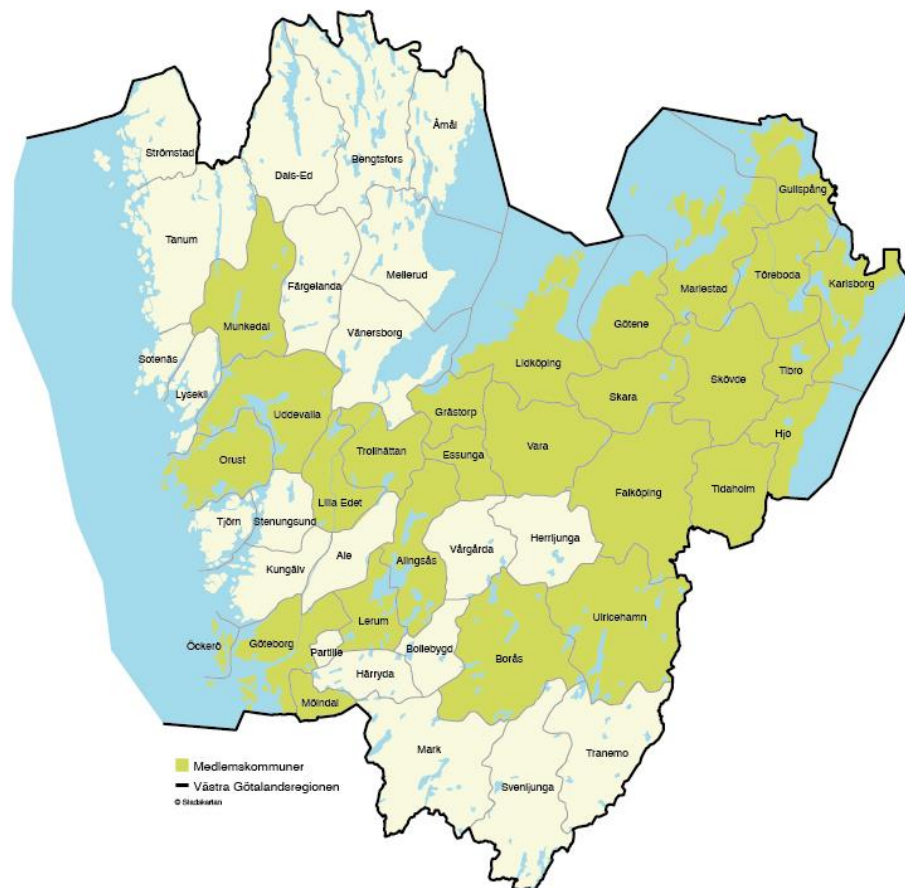 Strömstad
Dals-Ed
Bengtsfors
Åmål
Gullspång
Tanum
Munkedal
Färgelanda
Mellerud
Mariestad
Töreboda
Karlsborg
Vänersborg
Götene
Sotenäs
Lysekil
Lidköping
Skövde
Tibro
Skara
Uddevalla
Grästorp
Hjo
Orust
Trollhättan
Essunga
Vara
Falköping
Tidaholm
Lilla Edet
Tjörn
Stenungsund
Ale
Alingsås
Vårgårda
Herrljunga
Kungälv
Öckerö
Göteborg
Lerum
Partille
Bollebygd
Borås
Ulricehamn
Härryda
Mölndal
Mark
Svenljunga
Tranemo
Medlemskommuner
Västra Götalandsregionen
© Stadskartan